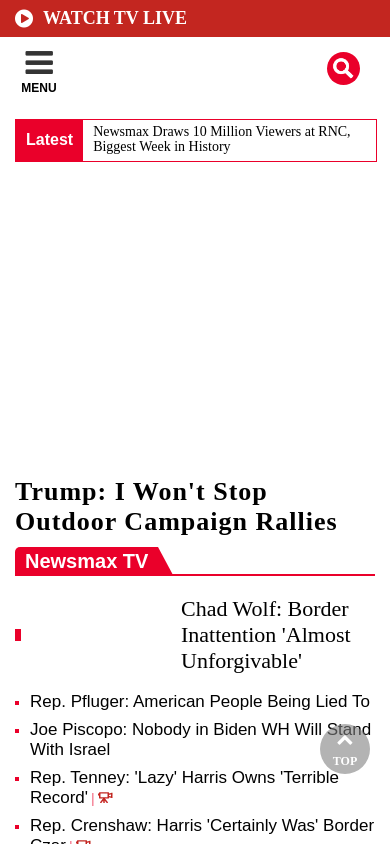 WATCH TV LIVE
MENU
Latest
Newsmax Draws 10 Million Viewers at RNC,
Biggest Week in History
Trump: I Won't Stop
Outdoor Campaign Rallies
Newsmax TV
Chad Wolf: Border
Inattention 'Almost
Unforgivable'
Rep. Pfluger: American People Being Lied To
Joe Piscopo: Nobody in Biden WH Will Stand
With Israel
Rep. Tenney: 'Lazy' Harris Owns 'Terrible
Record' |
TOP
Rep. Crenshaw: Harris 'Certainly Was' Border
Czar' |